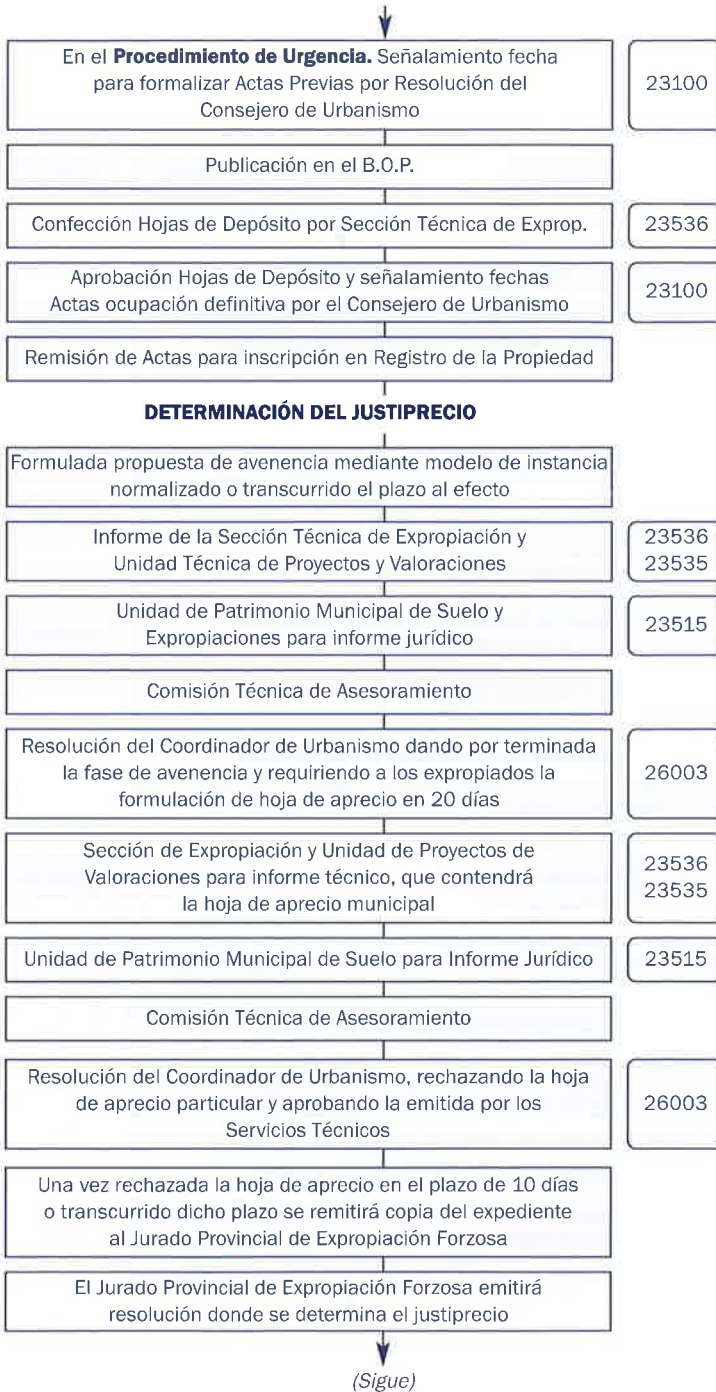 En el Procedimiento de Urgencia. Señalamiento fecha
para formalizar Actas Previas por Resolución del
Consejero de Urbanismo
23100
Publicación en el B.O.P.
Confección Hojas de Depósito por Sección Técnica de Exprop.
23536
Aprobación Hojas de Depósito y señalamiento fechas
Actas ocupación definitiva por el Consejero de Urbanismo
23100
Remisión de Actas para inscripción en Registro de la Propiedad
DETERMINACIÓN DEL JUSTIPRECIO
Formulada propuesta de avenencia mediante modelo de instancia
normalizado o transcurrido el plazo al efecto
Informe de la Sección Técnica de Expropiación y
Unidad Técnica de Proyectos y Valoraciones
23536
23535
Unidad de Patrimonio Municipal de Suelo y
Expropiaciones para informe jurídico
23515
Comisión Técnica de Asesoramiento
Resolución del Coordinador de Urbanismo dando por terminada
la fase de avenencia y requiriendo a los expropiados la
formulación de hoja de aprecio en 20 días
26003
Sección de Expropiación y Unidad de Proyectos de
Valoraciones para informe técnico, que contendrá
la hoja de aprecio municipal
23536
23535
Unidad de Patrimonio Municipal de Suelo para Informe Jurídico
23515
Comisión Técnica de Asesoramiento
Resolución del Coordinador de Urbanismo, rechazando la hoja
de aprecio particular y aprobando la emitida por los
Servicios Técnicos
26003
Una vez rechazada la hoja de aprecio en el plazo de 10 días
o transcurrido dicho plazo se remitirá copia del expediente
al Jurado Provincial de Expropiación Forzosa
El Jurado Provincial de Expropiación Forzosa emitirá
resolución donde se determina el justiprecio
(Sigue)